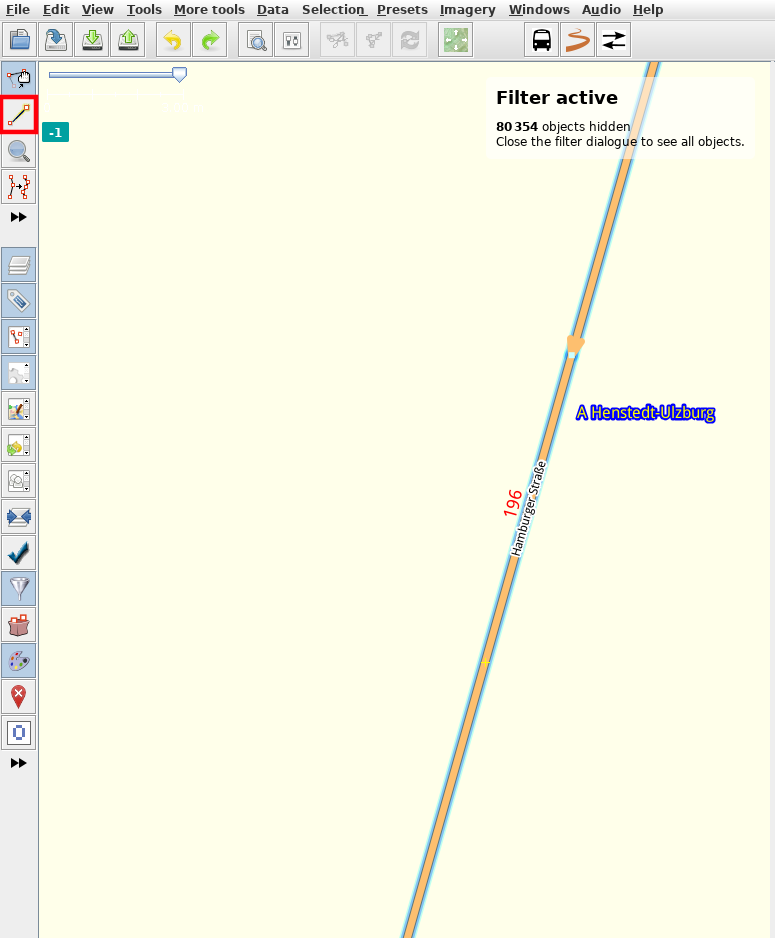 File Edit View Tools More tools Data Selection Presets Imagery Windows Audio Help
Filter active
80 354 objects hidden
Close the filter dialogue to see all objects.
-1
A Henstedt-Ulzburg
196
Hamburger Straße